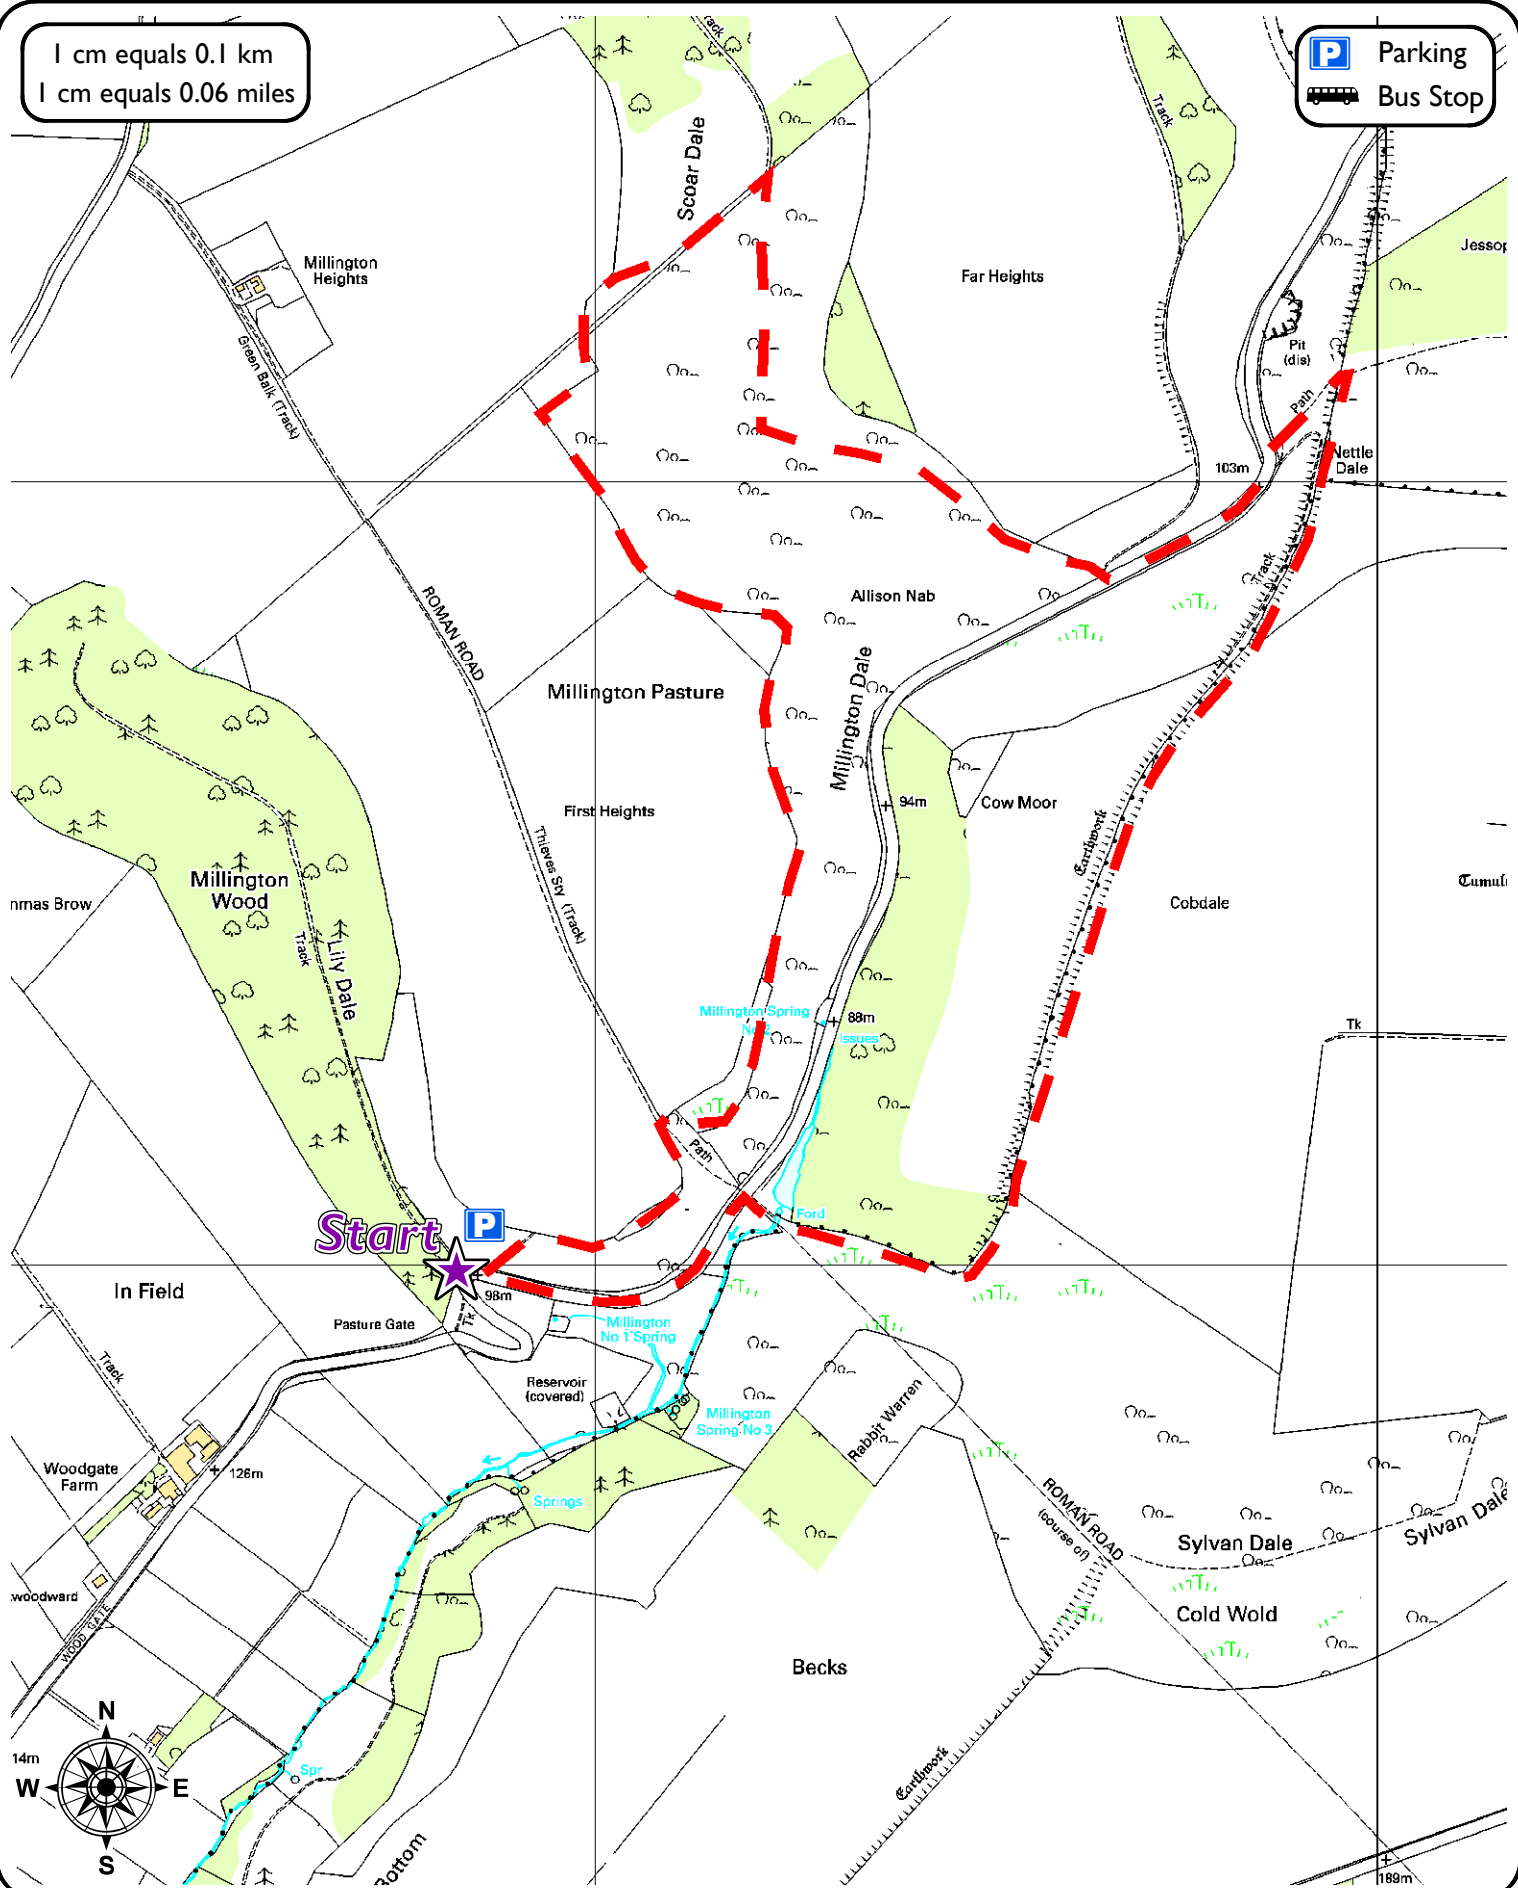 1 cm equals 0.1 km
1 cm equals 0.06 miles
P Parking
Bus Stop
Track
Scoar Dale
Millington
Heights
Far Heights
Jessop
Pit
(dis)
Path
Green Balk (Track)
103m
Nettle
Dale
Track
ROMAN ROAD
Allison Nab
Millington Pasture
Millington Dale
First Heights
94m
Cow Moor
Earthwork
Thieves Sty (Track)
Millington
Wood
nmas Brow
Cobdale
Track
Lily Dale
Millington Spring
No 2
88m
Issues
Tk
Path
Ford
Start
P
98m
In Field
Pasture Gate
Tk
Millington
No 1 Spring
Track
Reservoir
(covered)
Rabbit Warren
Millington
Spring No 3
Woodgate
Farm
126m
Springs
ROMAN ROAD
(course of)
Sylvan Dale
Sylvan Dale
woodward
WOOD GATE
Cold Wold
Becks
N
14m
W
E
S
Spr
Earthwork
Bottom
189m